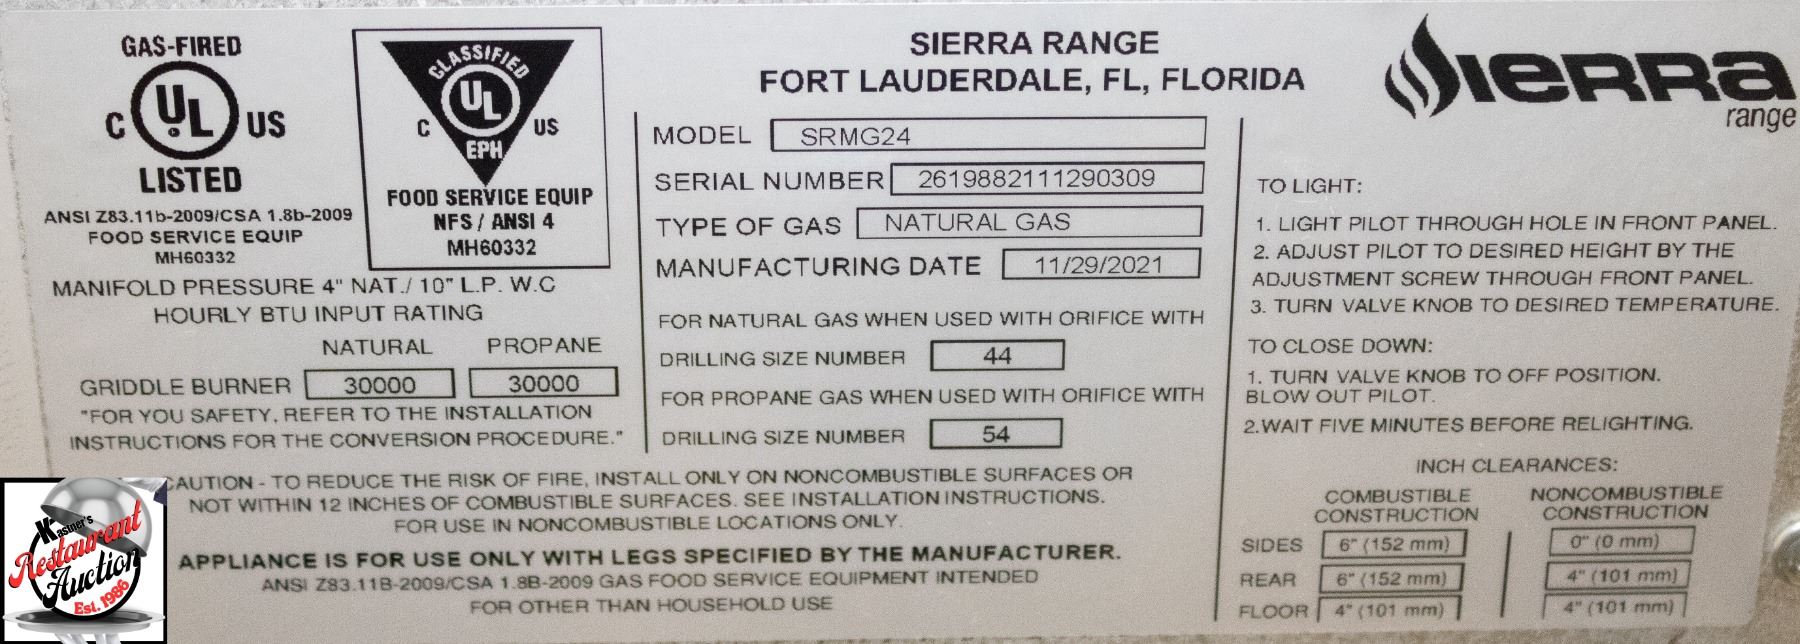 GAS-FIRED
C UL US
LISTED
ANSI Z83.11b-2009/CSA 1.8b-2009
FOOD SERVICE EQUIP
MH60332
CLASSIFIED
C UL US
EPH
FOOD SERVICE EQUIP
NFS / ANSI 4
MH60332
MANIFOLD PRESSURE 4" NAT./ 10" L.P. W.C
HOURLY BTU INPUT RATING
NATURAL PROPANE
GRIDDLE BURNER 30000 30000
"FOR YOU SAFETY, REFER TO THE INSTALLATION
INSTRUCTIONS FOR THE CONVERSION PROCEDURE."
SIERRA RANGE
FORT LAUDERDALE, FL, FLORIDA
MODEL SRMG24
SERIAL NUMBER 2619882111290309
TYPE OF GAS NATURAL GAS
MANUFACTURING DATE 11/29/2021
FOR NATURAL GAS WHEN USED WITH ORIFICE WITH
DRILLING SIZE NUMBER 44
FOR PROPANE GAS WHEN USED WITH ORIFICE WITH
DRILLING SIZE NUMBER 54
CAUTION - TO REDUCE THE RISK OF FIRE, INSTALL ONLY ON NONCOMBUSTIBLE SURFACES OR
NOT WITHIN 12 INCHES OF COMBUSTIBLE SURFACES. SEE INSTALLATION INSTRUCTIONS.
FOR USE IN NONCOMBUSTIBLE LOCATIONS ONLY.
APPLIANCE IS FOR USE ONLY WITH LEGS SPECIFIED BY THE MANUFACTURER.
ANSI Z83.11B-2009/CSA 1.8B-2009 GAS FOOD SERVICE EQUIPMENT INTENDED
FOR OTHER THAN HOUSEHOLD USE
SIERRA
range
TO LIGHT:
1. LIGHT PILOT THROUGH HOLE IN FRONT PANEL.
2. ADJUST PILOT TO DESIRED HEIGHT BY THE
ADJUSTMENT SCREW THROUGH FRONT PANEL.
3. TURN VALVE KNOB TO DESIRED TEMPERATURE.
TO CLOSE DOWN:
1. TURN VALVE KNOB TO OFF POSITION.
BLOW OUT PILOT.
2.WAIT FIVE MINUTES BEFORE RELIGHTING.
INCH CLEARANCES:
COMBUSTIBLE NONCOMBUSTIBLE
CONSTRUCTION CONSTRUCTION
SIDES 6" (152 mm) 0" (0 mm)
REAR 6" (152 mm) 4" (101 mm)
FLOOR 4" (101 mm) 4" (101 mm)
Kastner's
Restaurant
Auction
Est. 1986